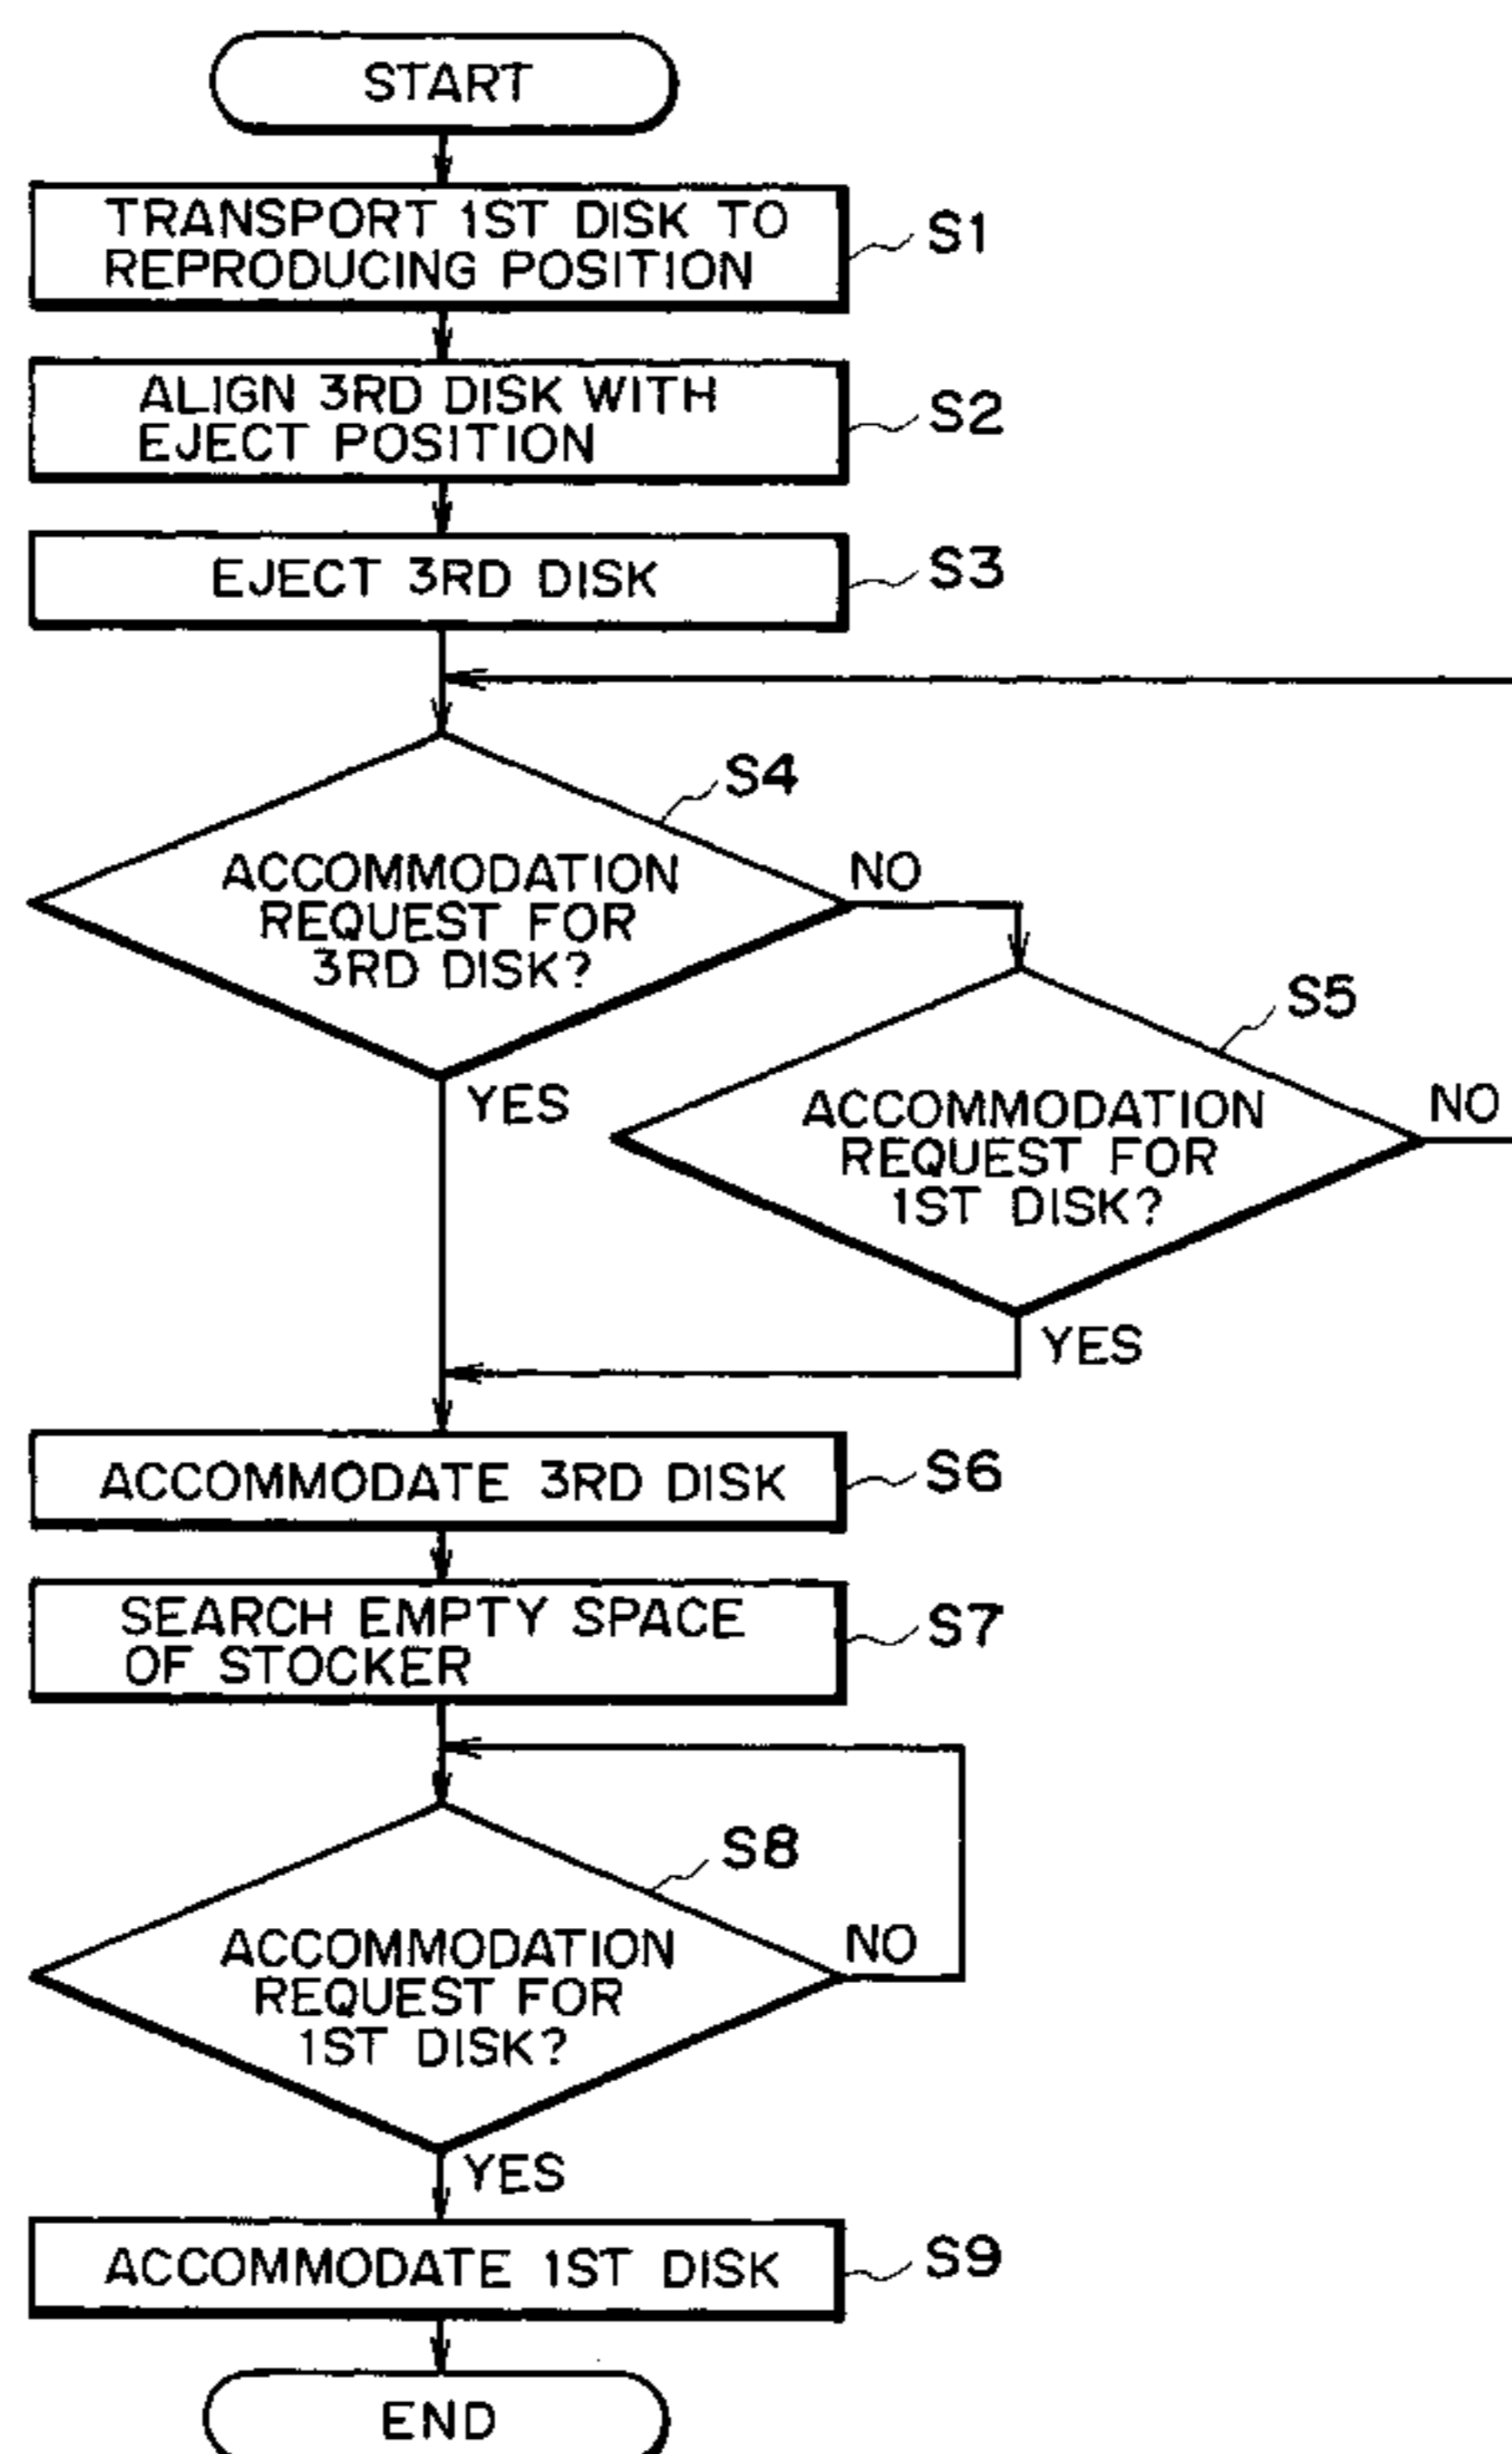 START
TRANSPORT 1ST DISK TO
REPRODUCING POSITION
S1
ALIGN 3RD DISK WITH
EJECT POSITION
S2
EJECT 3RD DISK
S3
S4
ACCOMMODATION
REQUEST FOR
3RD DISK?
NO
YES
S5
ACCOMMODATION
REQUEST FOR
1ST DISK?
NO
YES
ACCOMMODATE 3RD DISK
S6
SEARCH EMPTY SPACE
OF STOCKER
S7
S8
ACCOMMODATION
REQUEST FOR
1ST DISK?
NO
YES
ACCOMMODATE 1ST DISK
S9
END